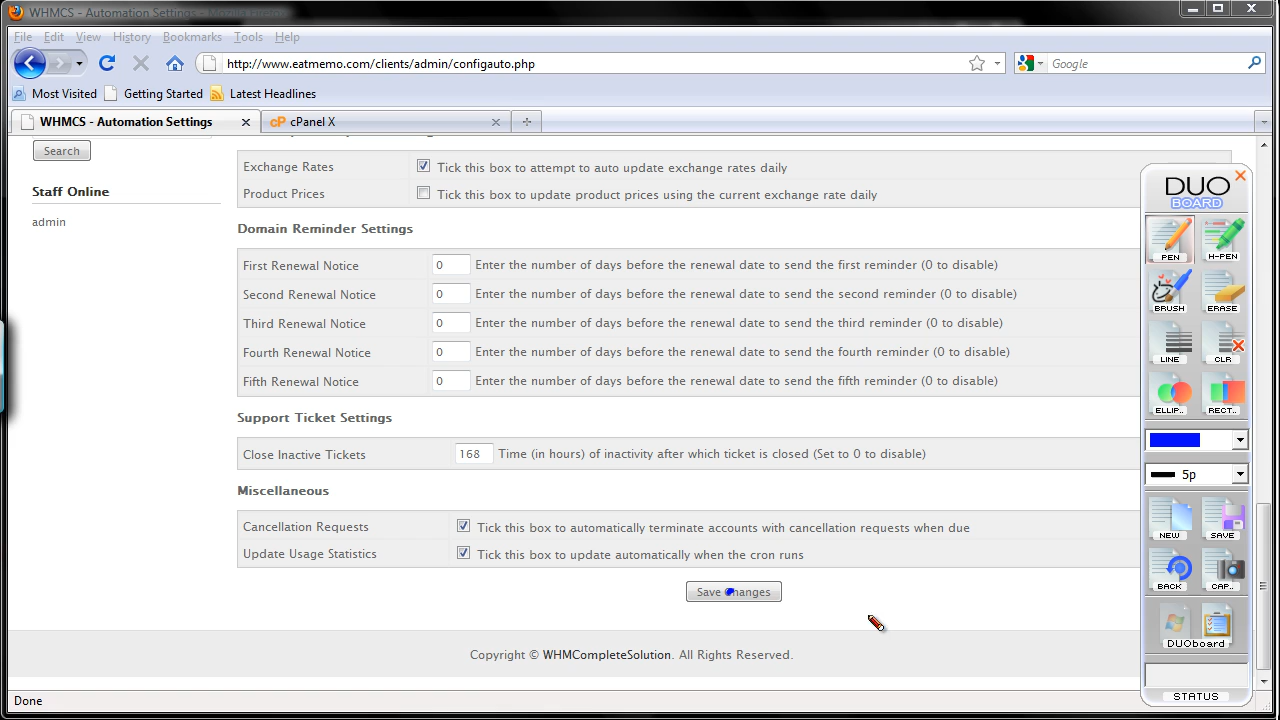 WHMCS - Automation Settings - Mozilla Firefox
File Edit View History Bookmarks Tools Help
http://www.eatmeno.com/clients/admin/configauto.php
Google
Most Visited Getting Started Latest Headlines
WHMCS - Automation Settings
cP cPanel X
Search
Staff Online
admin
Exchange Rates Tick this box to attempt to auto update exchange rates daily
Product Prices Tick this box to update product prices using the current exchange rate daily
Domain Reminder Settings
First Renewal Notice 0 Enter the number of days before the renewal date to send the first reminder (0 to disable)
Second Renewal Notice 0 Enter the number of days before the renewal date to send the second reminder (0 to disable)
Third Renewal Notice 0 Enter the number of days before the renewal date to send the third reminder (0 to disable)
Fourth Renewal Notice 0 Enter the number of days before the renewal date to send the fourth reminder (0 to disable)
Fifth Renewal Notice 0 Enter the number of days before the renewal date to send the fifth reminder (0 to disable)
Support Ticket Settings
Close Inactive Tickets 168 Time (in hours) of inactivity after which ticket is closed (Set to 0 to disable)
Miscellaneous
Cancellation Requests Tick this box to automatically terminate accounts with cancellation requests when due
Update Usage Statistics Tick this box to update automatically when the cron runs
Save Changes
Copyright © WHMCompleteSolution. All Rights Reserved.
Done
DUO
BOARD
PEN H-PEN
BRUSH ERASE
LINE CLR
ELLIP.. RECT..
5p
NEW SAVE
BACK CAP..
DUOboard
STATUS